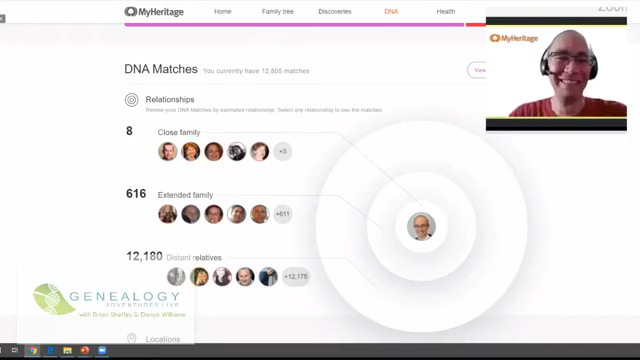 MyHeritage Home Family tree Discoveries DNA Health
MyHeritage
DNA Matches You currently have 12,805 matches
View
Relationships
Review your DNA Matches by estimated relationship. Select any relationship to see the matches.
8 Close family
+3
616 Extended family
+611
12,180 Distant relatives
+12,175
GENEALOGY
ADVENTURES LIVE
with Brian Sheffey & Donya Williams
Locations